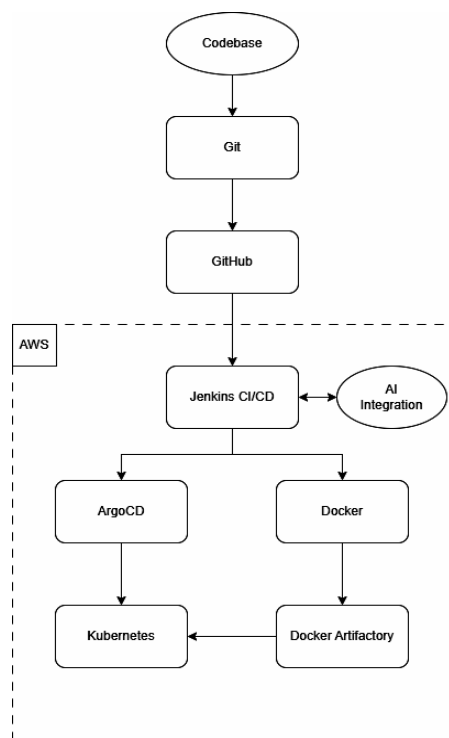 Codebase
Git
GitHub
AWS
Jenkins CI/CD
AI
Integration
ArgoCD
Docker
Kubernetes
Docker Artifactory